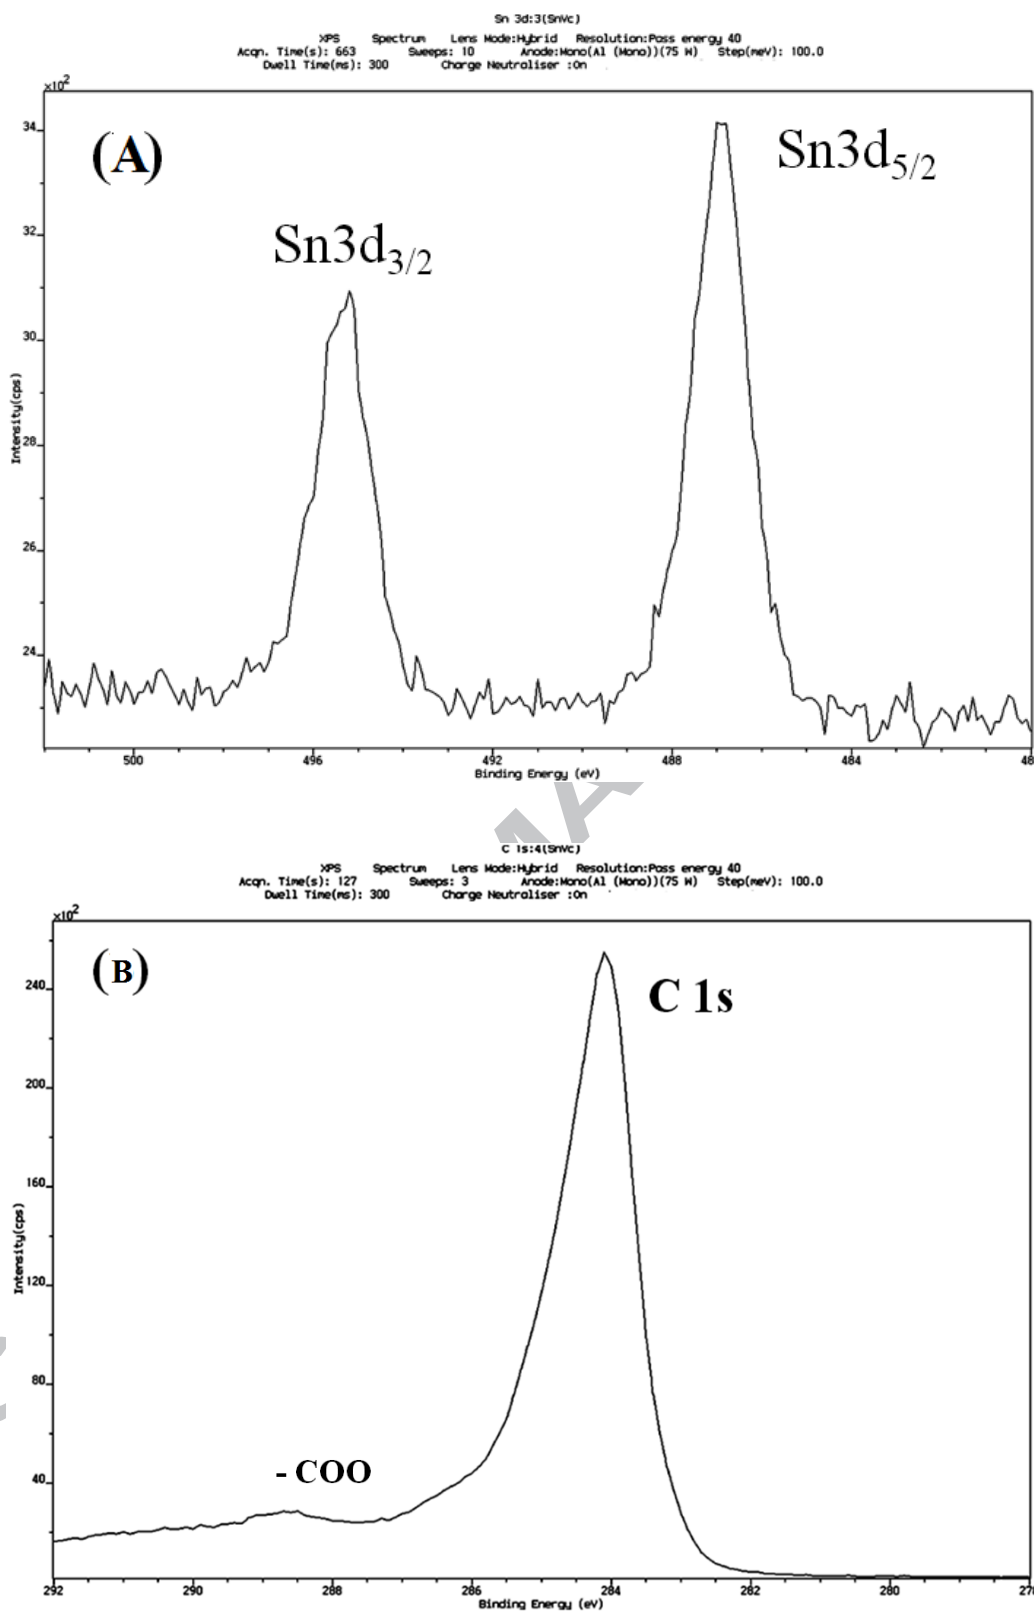 Sn 3d:3(SnVc)
XPS Spectrum Lens Mode:Hybrid Resolution:Pass energy 40
Acqn. Time(s): 663 Sweeps: 10 Anode:Mono(Al (Mono))(75 W) Step(meV): 100.0
Dwell Time(ms): 300 Charge Neutraliser :On
x10²
(A)
Sn3d5/2
Sn3d3/2
34
32
30
28
26
24
Intensity(cps)
500 496 492 488 484 48
Binding Energy (eV)
MA
C 1s:4(SnVc)
XPS Spectrum Lens Mode:Hybrid Resolution:Pass energy 40
Acqn. Time(s): 127 Sweeps: 3 Anode:Mono(Al (Mono))(75 W) Step(meV): 100.0
Dwell Time(ms): 300 Charge Neutraliser :On
x10²
(B)
C 1s
240
200
160
120
80
40
Intensity(cps)
- COO
292 290 288 286 284 282 280 278
Binding Energy (eV)